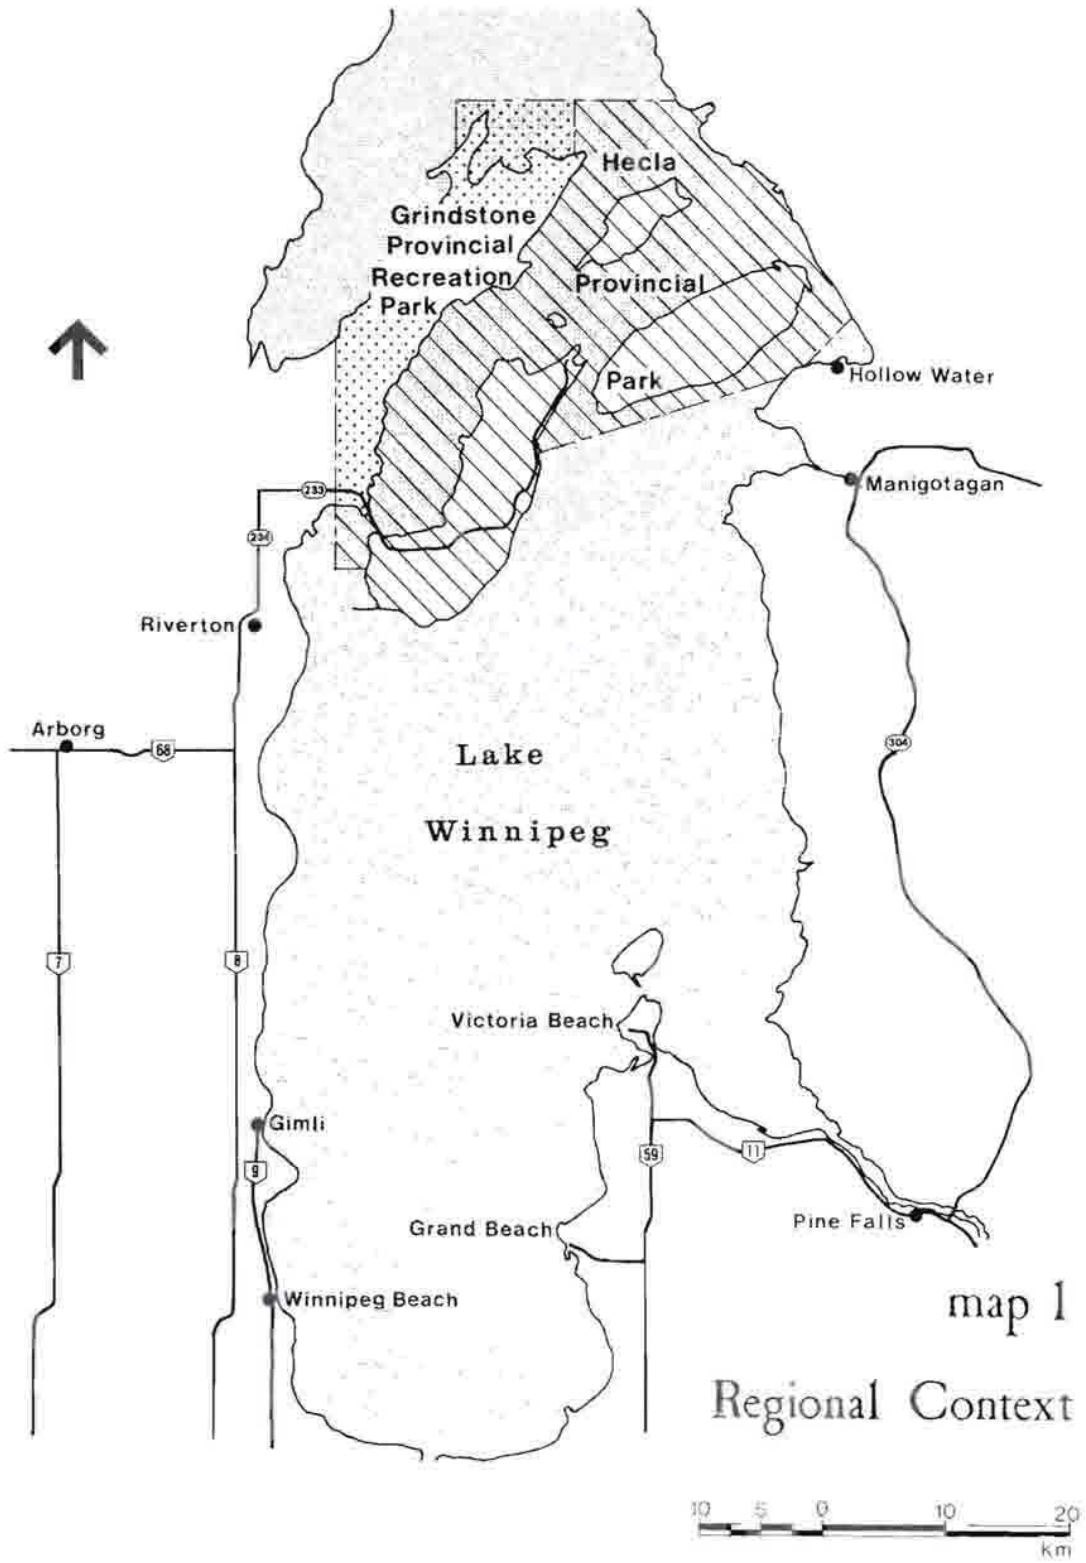 Hecla
Grindstone
Provincial
Recreation
Park
Provincial
Park
Hollow Water
Manigotagan
233
Riverton
Arborg
68
304
Lake
Winnipeg
7
8
Victoria Beach
Gimli
9
59
11
Grand Beach
Pine Falls
Winnipeg Beach
map 1
Regional Context
10 5 0 10 20
km